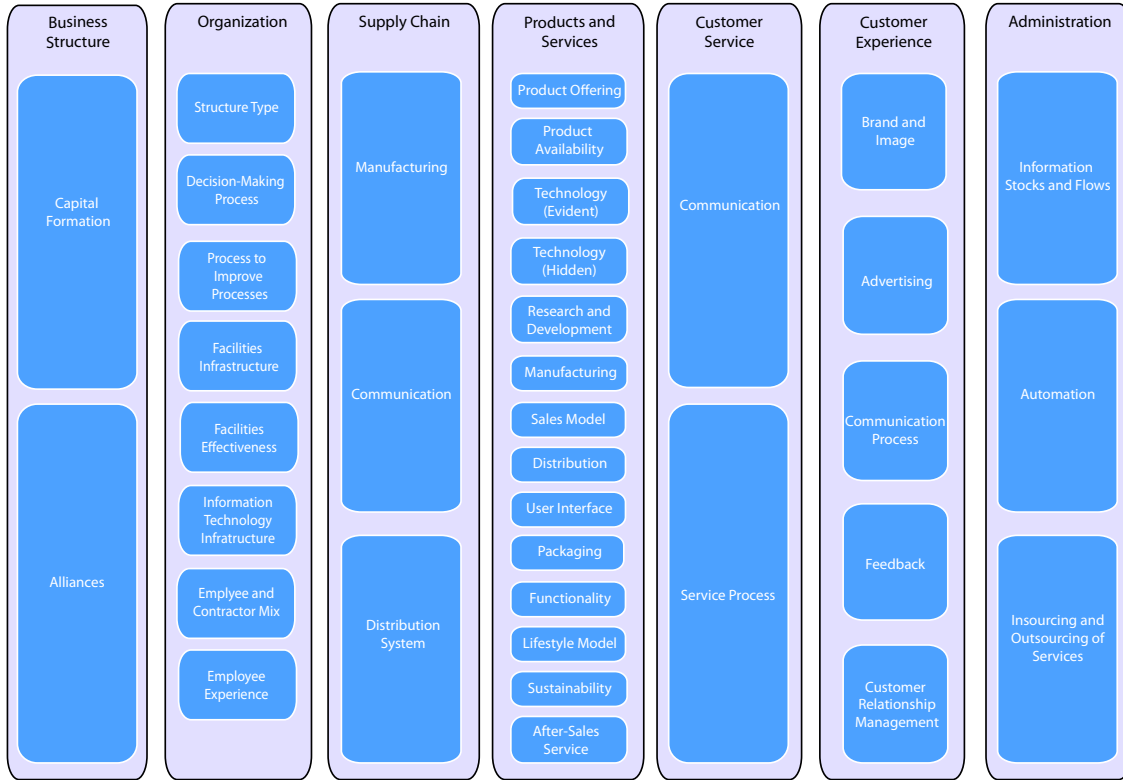 Business
Structure
Capital
Formation
Alliances
Organization
Structure Type
Decision-Making
Process
Process to
Improve
Processes
Facilities
Infrastructure
Facilities
Effectiveness
Information
Technology
Infratructure
Emplyee and
Contractor Mix
Employee
Experience
Supply Chain
Manufacturing
Communication
Distribution
System
Products and
Services
Product Offering
Product
Availability
Technology
(Evident)
Technology
(Hidden)
Research and
Development
Manufacturing
Sales Model
Distribution
User Interface
Packaging
Functionality
Lifestyle Model
Sustainability
After-Sales
Service
Customer
Service
Communication
Service Process
Customer
Experience
Brand and
Image
Advertising
Communication
Process
Feedback
Customer
Relationship
Management
Administration
Information
Stocks and Flows
Automation
Insourcing and
Outsourcing of
Services